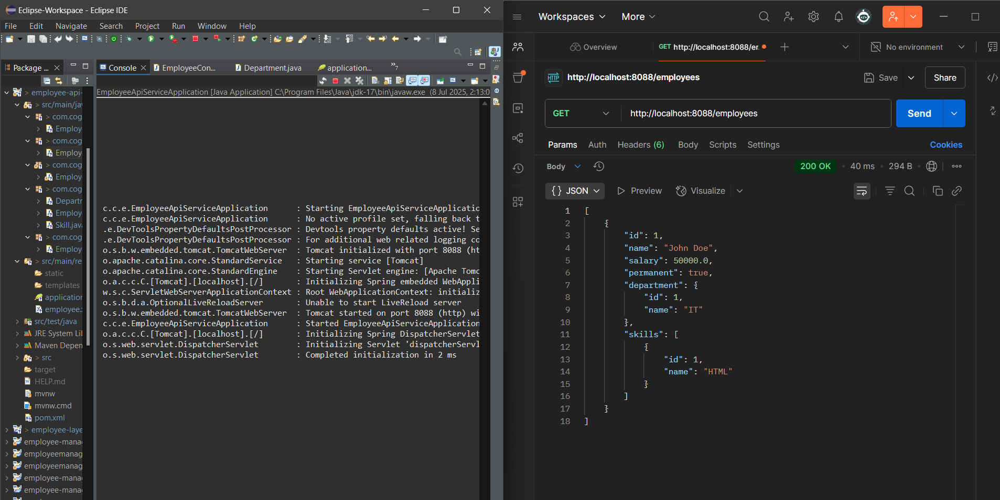 Eclipse-Workspace - Eclipse IDE
File Edit Navigate Search Project Run Window Help
Package ...
Console
EmployeeCon...
Department.java
application...
»7
EmployeeApiServiceApplication [Java Application] C:\Program Files\Java\jdk-17\bin\javaw.exe (8 Jul 2025, 2:13:0
> employee-api-
> src/main/ja
> com.cog
Employ
> com.cog
Employ
> com.cog
Employ
> com.cog
Departr
Employ
Skill.java
> com.cog
Employ
> src/main/re
static
templates
application
employee.
src/test/java
JRE System Li
Maven Depen
> src
target
HELP.md
mvnw
mvnw.cmd
pom.xml
> employee-laye
employee-mana
employeemanag
employeemanag
employee-mana
employee-mana
c.c.e.EmployeeApiServiceApplication : Starting EmployeeApiServiceApplicatio
c.c.e.EmployeeApiServiceApplication : No active profile set, falling back t
.e.DevToolsPropertyDefaultsPostProcessor : Devtools property defaults active! Se
.e.DevToolsPropertyDefaultsPostProcessor : For additional web related logging co
o.s.b.w.embedded.tomcat.TomcatWebServer : Tomcat initialized with port 8088 (ht
o.apache.catalina.core.StandardService : Starting service [Tomcat]
o.apache.catalina.core.StandardEngine : Starting Servlet engine: [Apache Tomc
o.a.c.c.C.[Tomcat].[localhost].[/] : Initializing Spring embedded WebAppli
w.s.c.ServletWebServerApplicationContext : Root WebApplicationContext: initializ
o.s.b.d.a.OptionalLiveReloadServer : Unable to start LiveReload server
o.s.b.w.embedded.tomcat.TomcatWebServer : Tomcat started on port 8088 (http) wi
c.c.e.EmployeeApiServiceApplication : Started EmployeeApiServiceApplication
o.a.c.c.C.[Tomcat].[localhost].[/] : Initializing Spring DispatcherServlet
o.s.web.servlet.DispatcherServlet : Initializing Servlet 'dispatcherServl
o.s.web.servlet.DispatcherServlet : Completed initialization in 2 ms
Workspaces More
Overview
GET http://localhost:8088/er
No environment
HTTP http://localhost:8088/employees
Save
Share
GET http://localhost:8088/employees
Send
Params Auth Headers (6) Body Scripts Settings Cookies
Body 200 OK 40 ms 294 B
{} JSON Preview Visualize
1 [
2 {
3 "id": 1,
4 "name": "John Doe",
5 "salary": 50000.0,
6 "permanent": true,
7 "department": {
8 "id": 1,
9 "name": "IT"
10 },
11 "skills": [
12 {
13 "id": 1,
14 "name": "HTML"
15 }
16 ]
17 }
18 ]